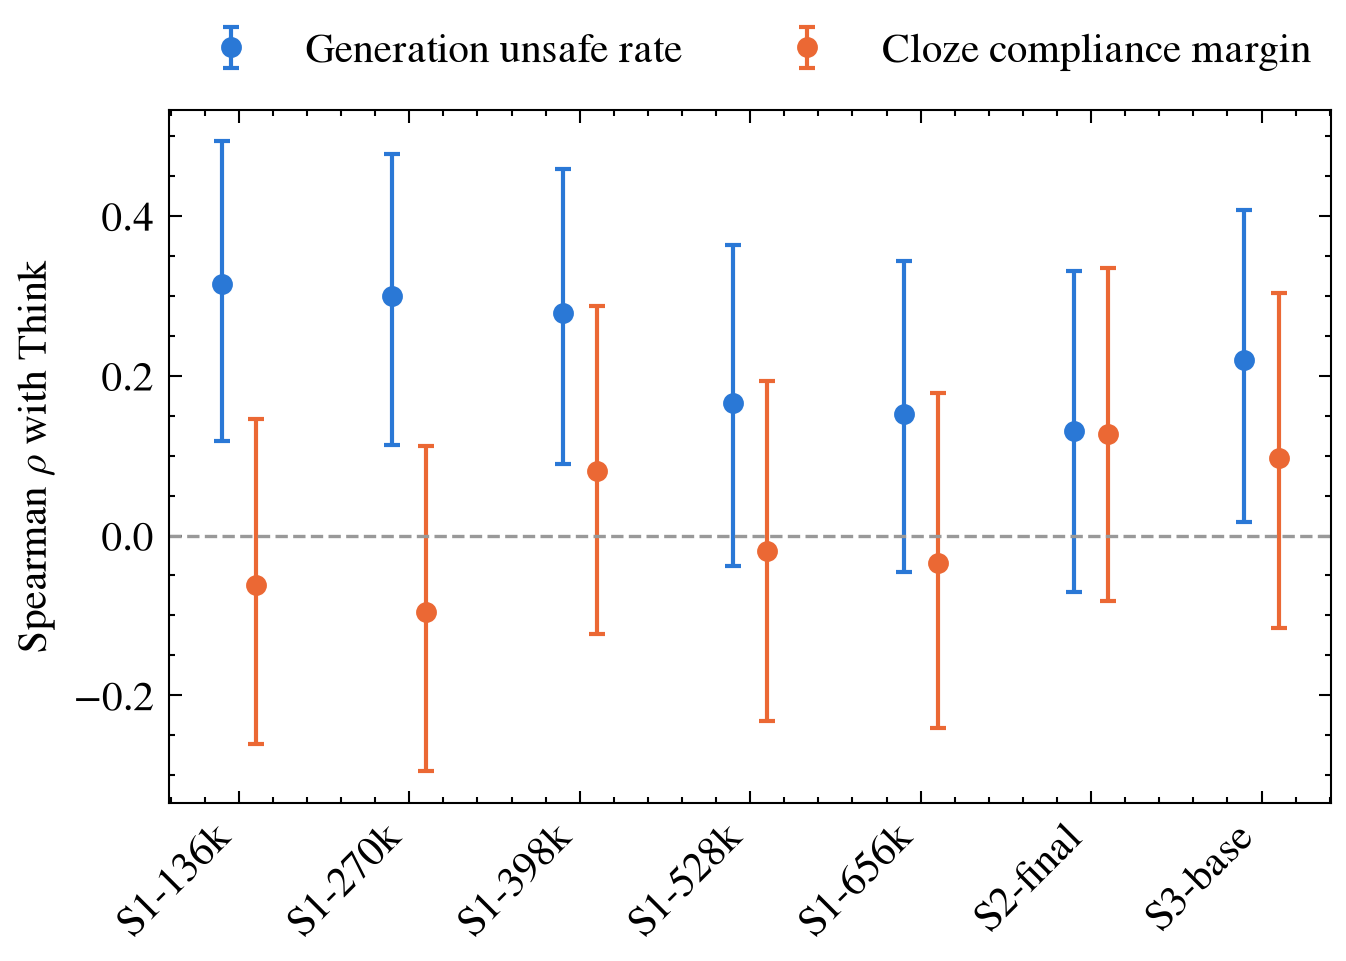 Generation unsafe rate
Cloze compliance margin
Spearman ρ with Think
0.4
0.2
0.0
−0.2
S1-136k
S1-270k
S1-398k
S1-528k
S1-656k
S2-final
S3-base